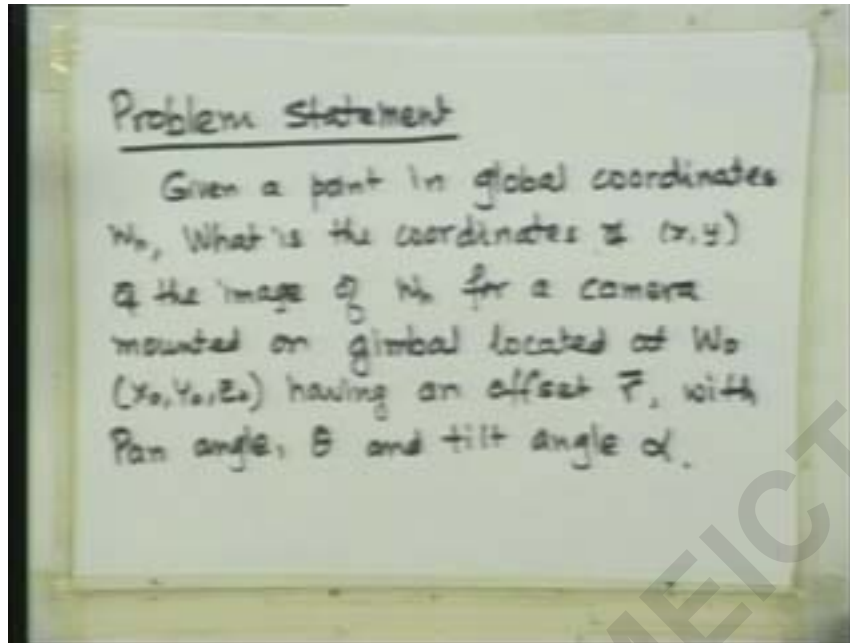 Problem Statement
Given a point in global coordinates
Wh, What is the coordinates (x,y)
of the image of Wh for a camera
mounted on gimbal located at Wo
(Xo,Yo,Zo) having an offset r̄, with
Pan angle, θ and tilt angle α.
MEICT